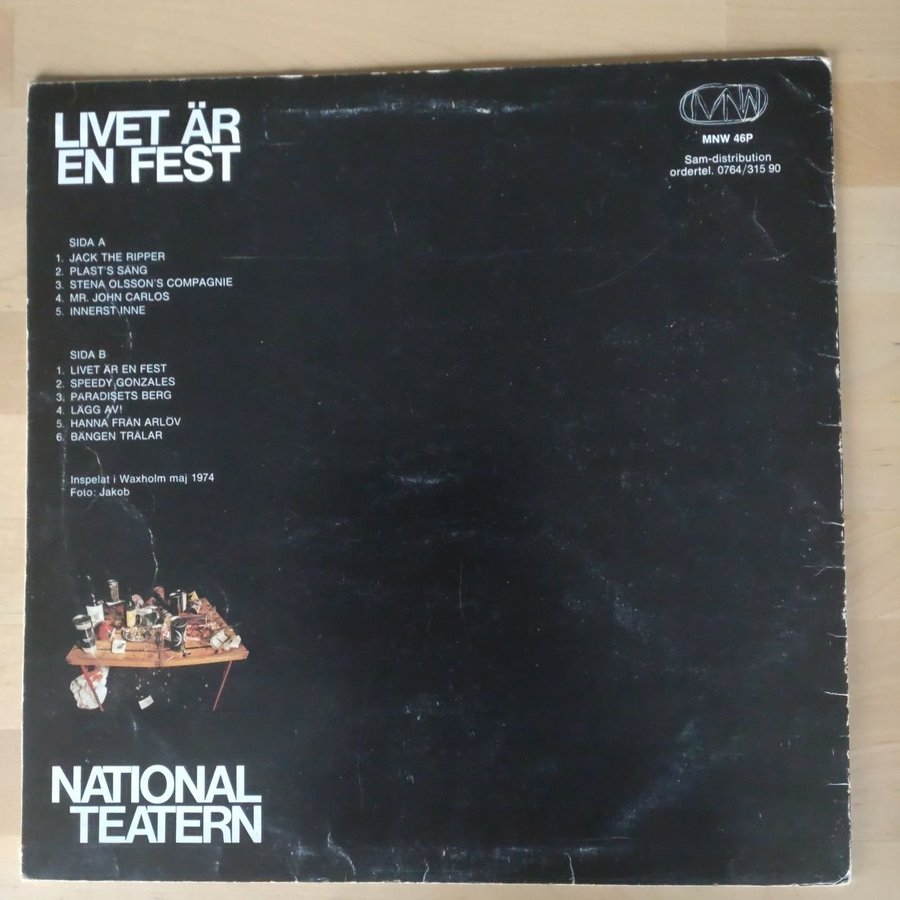 LIVET ÄR
EN FEST
MNW
MNW 46P
Sam-distribution
ordertel. 0764/315 90
SIDA A
1. JACK THE RIPPER
2. PLAST'S SÅNG
3. STENA OLSSON'S COMPAGNIE
4. MR. JOHN CARLOS
5. INNERST INNE
SIDA B
1. LIVET ÄR EN FEST
2. SPEEDY GONZALES
3. PARADISETS BERG
4. LÄGG AV!
5. HANNA FRÅN ARLÖV
6. BÄNGEN TRÅLAR
Inspelat i Waxholm maj 1974
Foto: Jakob
NATIONAL
TEATERN